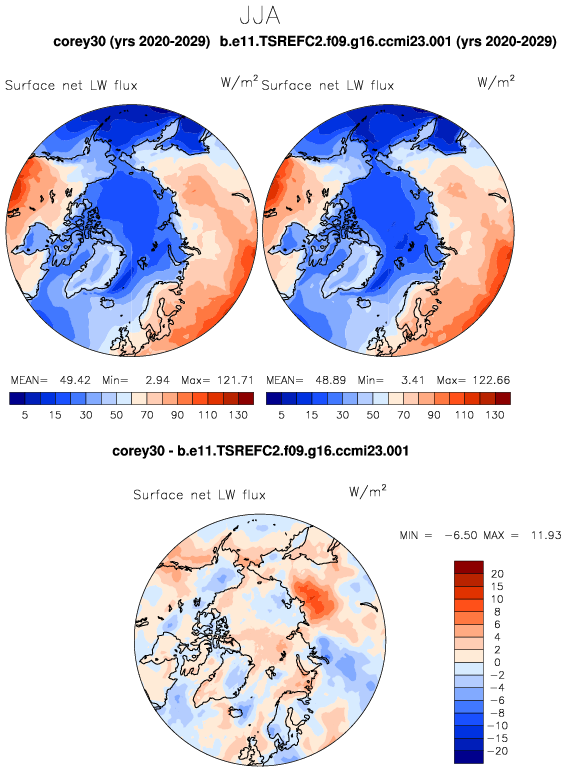 JJA
corey30 (yrs 2020-2029) b.e11.TSREFC2.f09.g16.ccmi23.001 (yrs 2020-2029)
Surface net LW flux W/m² Surface net LW flux W/m²
MEAN= 49.42 Min= 2.94 Max= 121.71 MEAN= 48.89 Min= 3.41 Max= 122.66
5 15 30 50 70 90 110 130 5 15 30 50 70 90 110 130
corey30 - b.e11.TSREFC2.f09.g16.ccmi23.001
Surface net LW flux W/m²
MIN = -6.50 MAX = 11.93
20
15
10
8
6
4
2
0
-2
-4
-6
-8
-10
-15
-20